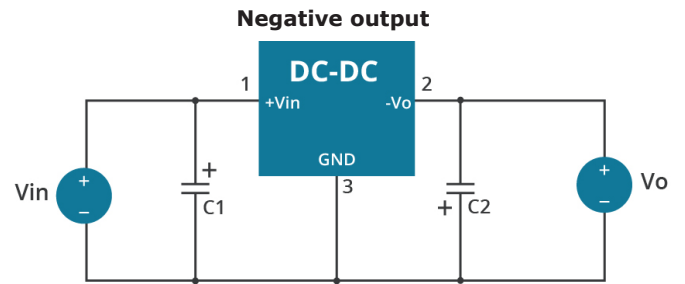 Negative output
DC-DC
1
2
+Vin
-Vo
GND
3
+
C1
+
C2
Vin
+
−
+
−
Vo